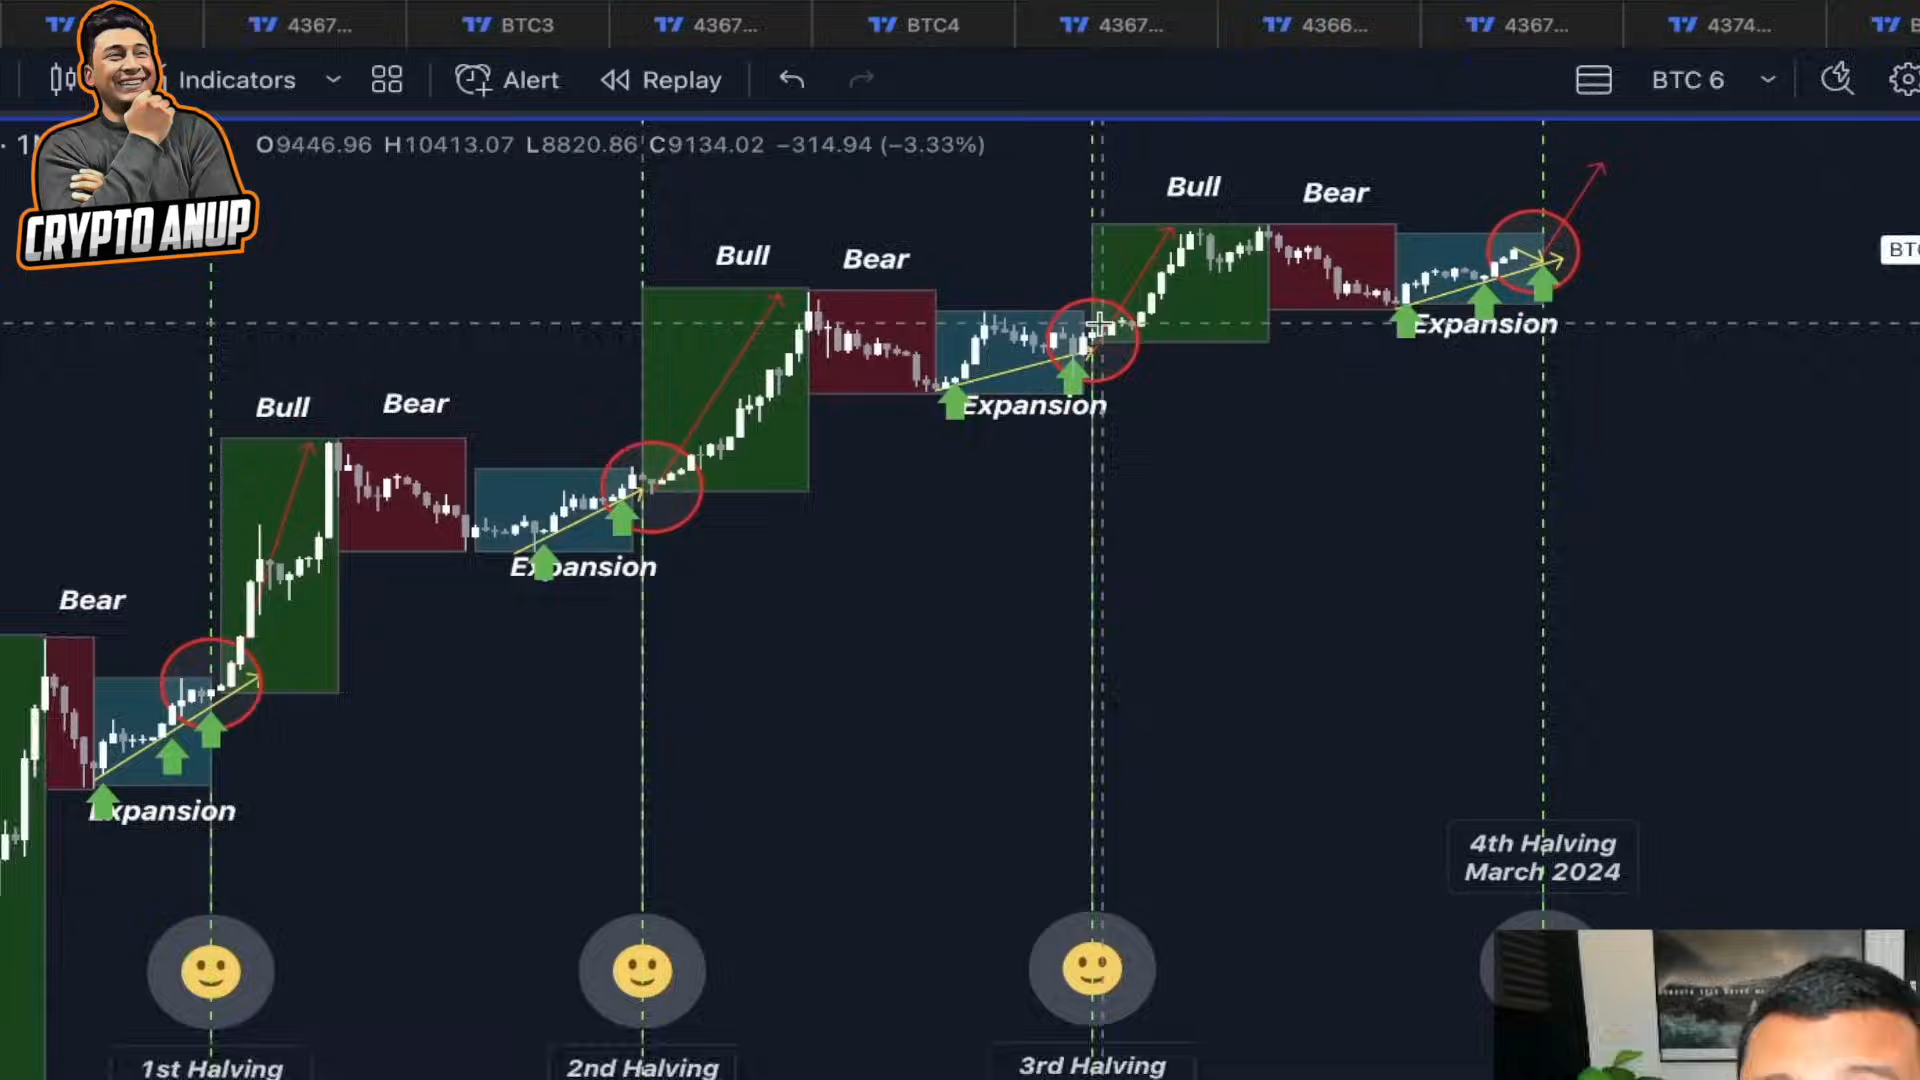 4367... BTC3 4367... BTC4 4367... 4366... 4367... 4374...
Indicators Alert Replay BTC 6
O9446.96 H10413.07 L8820.86 C9134.02 −314.94 (−3.33%)
CRYPTO ANUP
Bull
Bear
Bull
Bear
BTC
Expansion
Bull
Bear
Expansion
Expansion
Bear
Expansion
4th Halving
March 2024
1st Halving
2nd Halving
3rd Halving